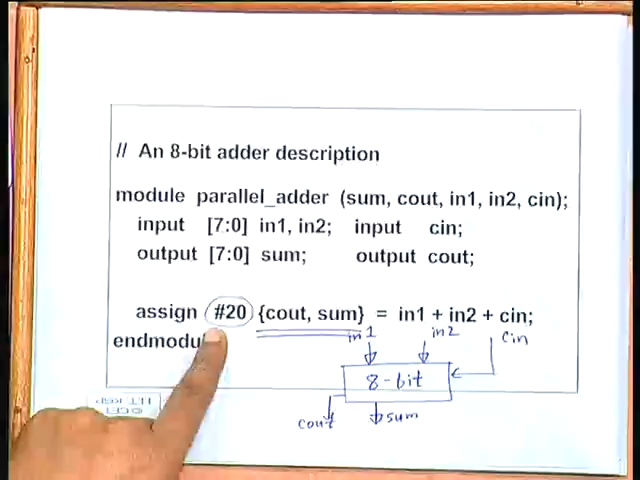 // An 8-bit adder description
module parallel_adder (sum, cout, in1, in2, cin);
input [7:0] in1, in2; input cin;
output [7:0] sum; output cout;
assign #20 {cout, sum} = in1 + in2 + cin;
endmodu
in1 in2 cin
8-bit
cout sum